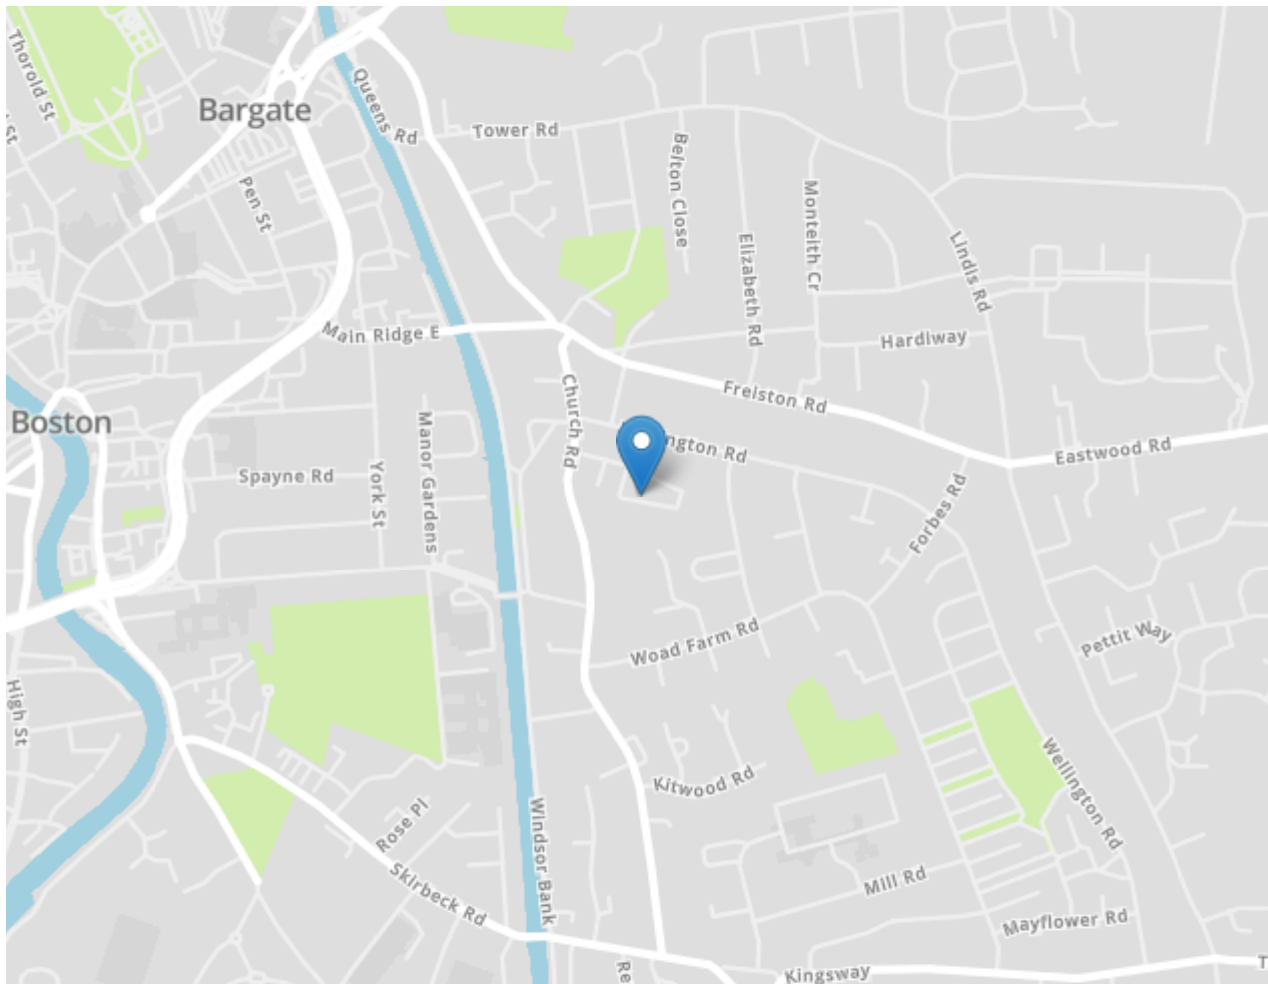 Thorold St
St
Bargate
Queens Rd
Tower Rd
Belton Close
Pen St
Monteith Cr
Elizabeth Rd
Lindis Rd
Main Ridge E
Hardiway
Church Rd
Freiston Rd
Boston
ington Rd
Eastwood Rd
Manor Gardens
Spayne Rd
York St
Forbes Rd
Woad Farm Rd
Pettit Way
High St
Kitwood Rd
Wellington Rd
Rose Pl
Windsor Bank
Skirbeck Rd
Mill Rd
Mayflower Rd
Re
Kingsway
T